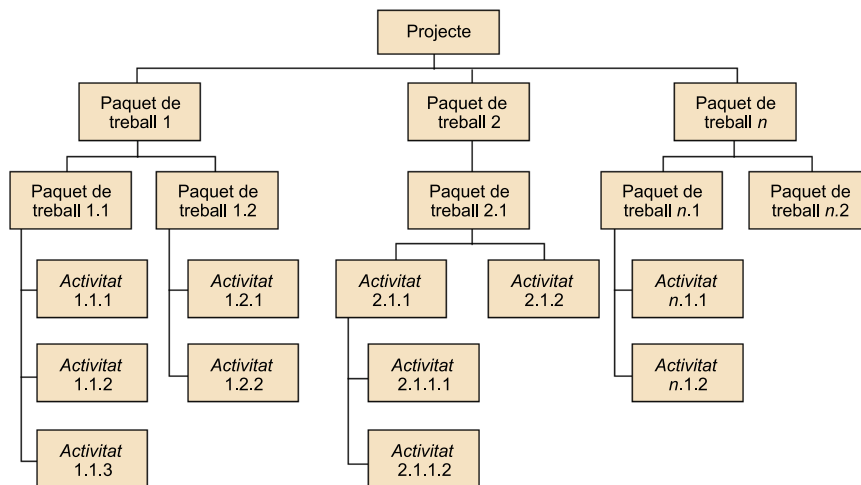 Projecte
Paquet de
treball 1
Paquet de
treball 2
Paquet de
treball n
Paquet de
treball 1.1
Paquet de
treball 1.2
Paquet de
treball 2.1
Paquet de
treball n.1
Paquet de
treball n.2
Activitat
1.1.1
Activitat
1.2.1
Activitat
2.1.1
Activitat
2.1.2
Activitat
n.1.1
Activitat
1.1.2
Activitat
1.2.2
Activitat
2.1.1.1
Activitat
n.1.2
Activitat
1.1.3
Activitat
2.1.1.2